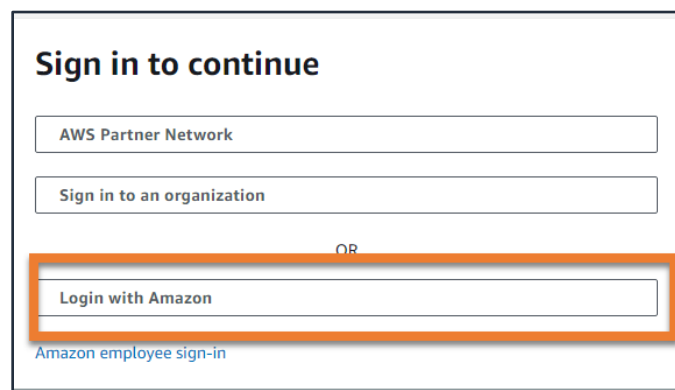 Sign in to continue
AWS Partner Network
Sign in to an organization
OR
Login with Amazon
Amazon employee sign-in